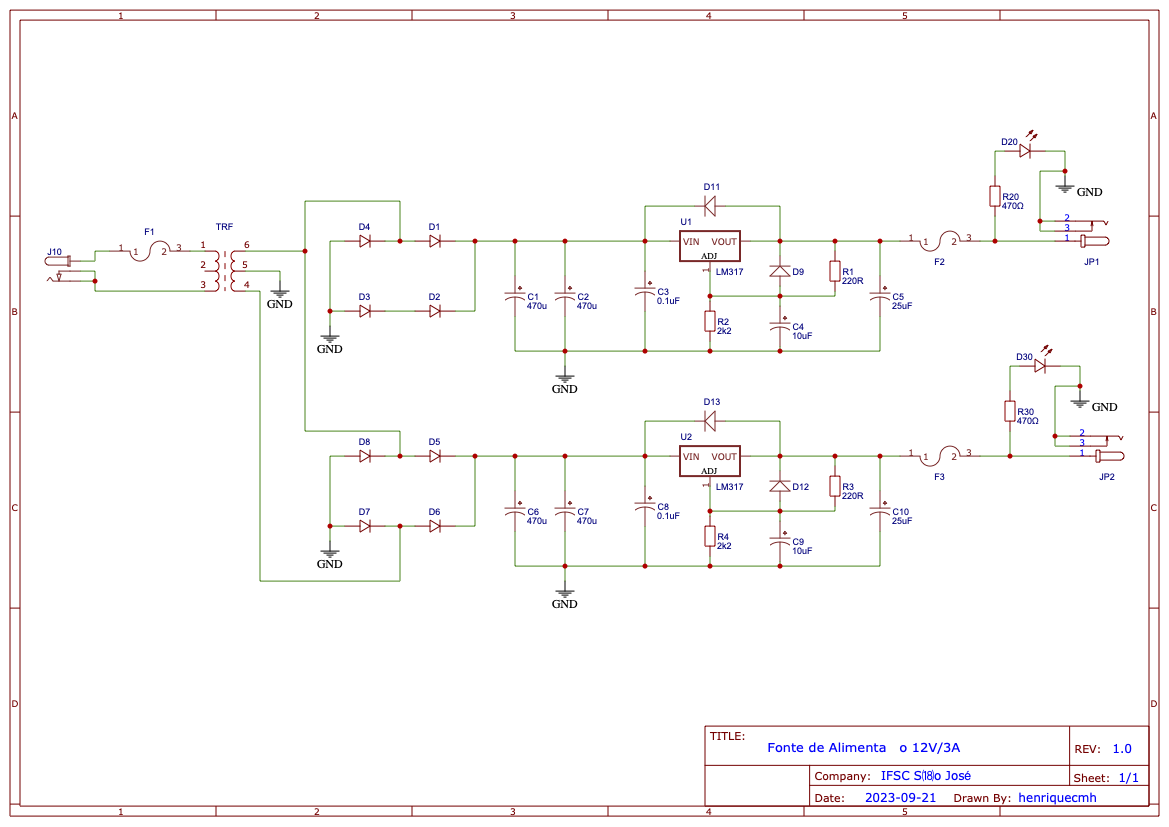 1 2 3 4 5
A A
B B
C C
D D
J10
F1
1 1 2 3
TRF
1 6
2 5
3 4
GND
D4 D1
D3 D2
GND
C1
470u
C2
470u
GND
C3
0.1uF
D11
U1
VIN VOUT
ADJ
1
LM317
D9
R1
220R
R2
2k2
C4
10uF
C5
25uF
1 1 2 3
F2
D20
R20
470Ω
GND
2
3
1
JP1
D8 D5
D7 D6
GND
C6
470u
C7
470u
GND
C8
0.1uF
D13
U2
VIN VOUT
ADJ
1
LM317
D12
R3
220R
R4
2k2
C9
10uF
C10
25uF
1 1 2 3
F3
D30
R30
470Ω
GND
2
3
1
JP2
TITLE:
Fonte de Alimenta o 12V/3A
REV: 1.0
Company: IFSC S⒅o José
Sheet: 1/1
Date: 2023-09-21 Drawn By: henriquecmh
1 2 3 4 5